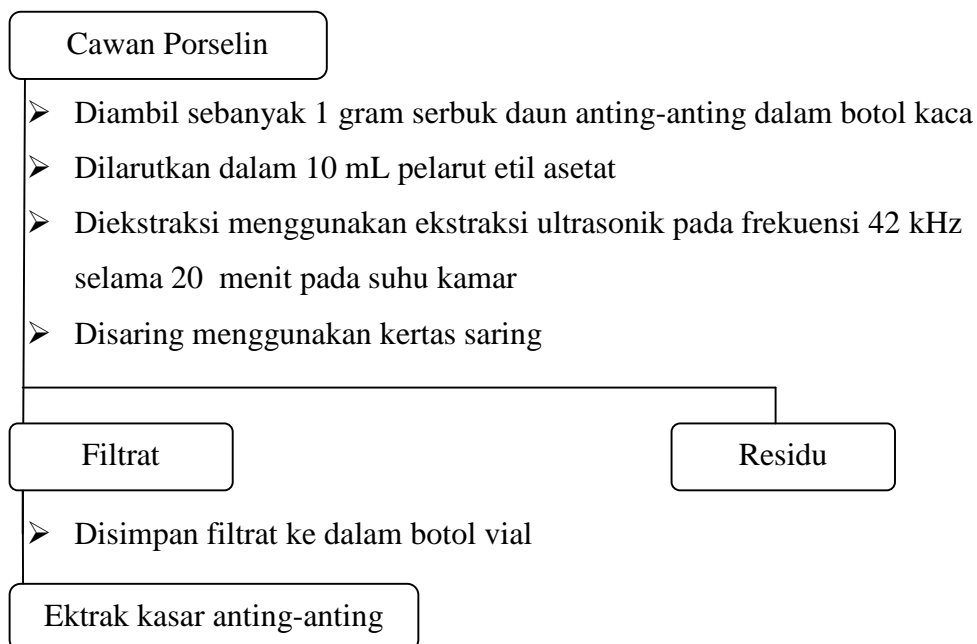 Cawan Porselin
➢ Diambil sebanyak 1 gram serbuk daun anting-anting dalam botol kaca
➢ Dilarutkan dalam 10 mL pelarut etil asetat
➢ Diekstraksi menggunakan ekstraksi ultrasonik pada frekuensi 42 kHz
selama 20 menit pada suhu kamar
➢ Disaring menggunakan kertas saring
Filtrat
Residu
➢ Disimpan filtrat ke dalam botol vial
Ektrak kasar anting-anting